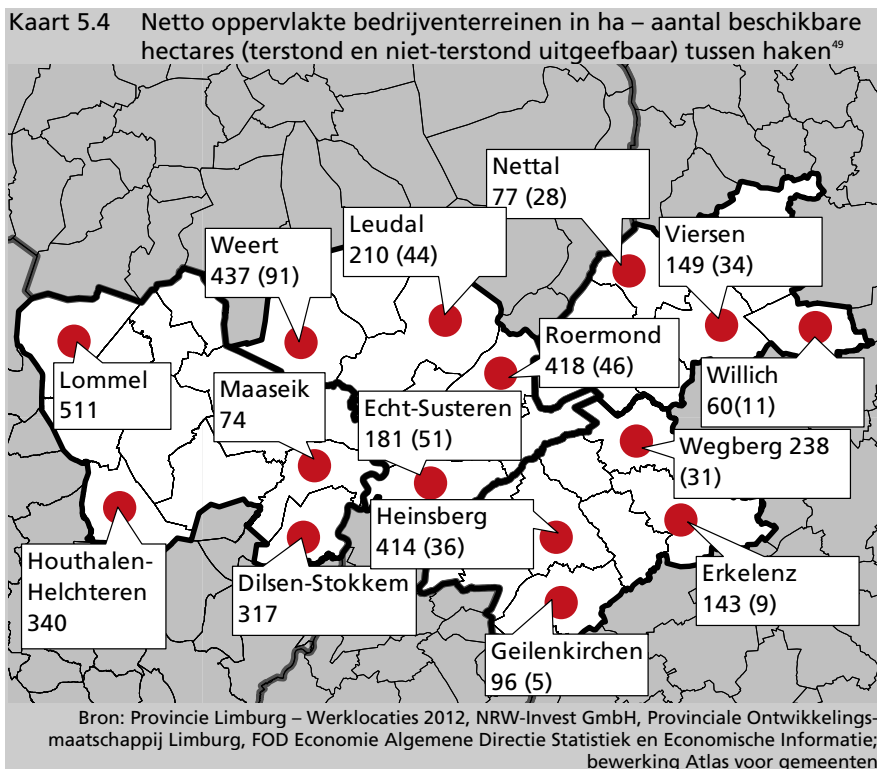 Kaart 5.4 Netto oppervlakte bedrijventerreinen in ha – aantal beschikbare
hectares (terstond en niet-terstond uitgeefbaar) tussen haken⁴⁹
Nettal
77 (28)
Leudal
210 (44)
Viersen
149 (34)
Weert
437 (91)
Roermond
418 (46)
Lommel
511
Maaseik
74
Echt-Susteren
181 (51)
Willich
60(11)
Wegberg 238
(31)
Heinsberg
414 (36)
Houthalen-
Helchteren
340
Dilsen-Stokkem
317
Erkelenz
143 (9)
Geilenkirchen
96 (5)
Bron: Provincie Limburg – Werklocaties 2012, NRW-Invest GmbH, Provinciale Ontwikkelings-
maatschappij Limburg, FOD Economie Algemene Directie Statistiek en Economische Informatie;
bewerking Atlas voor gemeenten